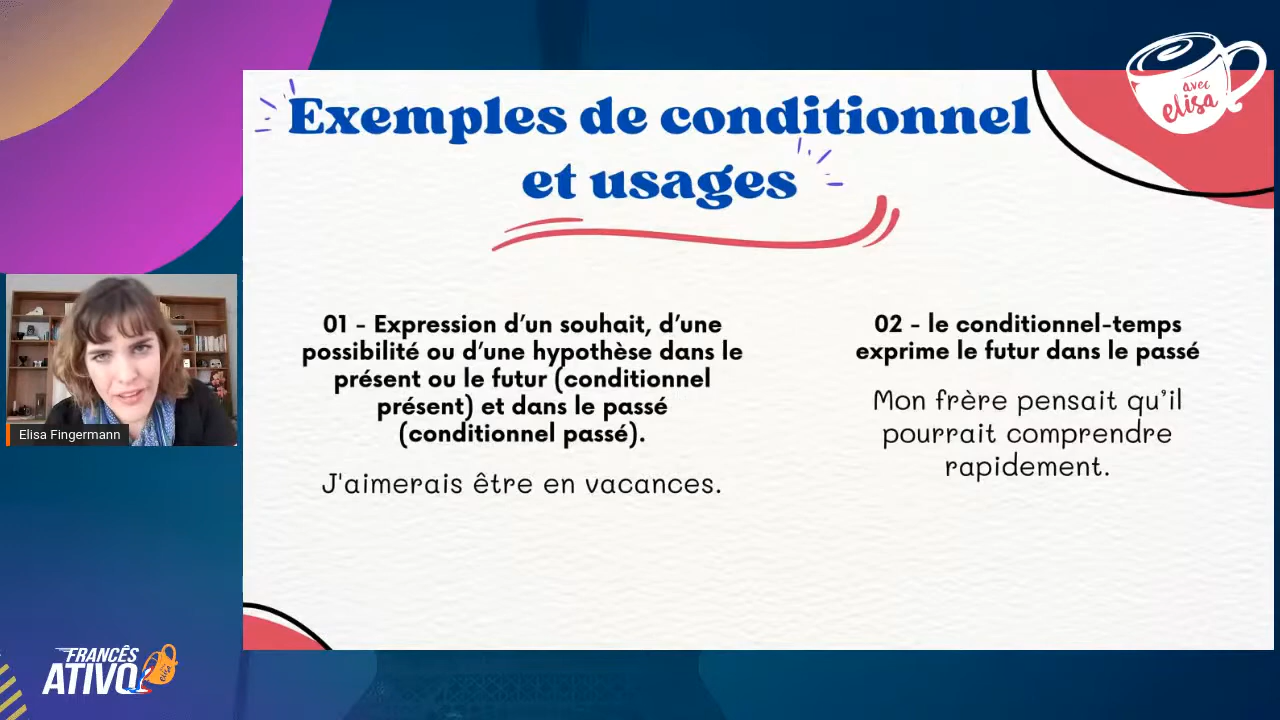 avec
elisa
Exemples de conditionnel
et usages
01 - Expression d’un souhait, d’une
possibilité ou d’une hypothèse dans le
présent ou le futur (conditionnel
présent) et dans le passé
(conditionnel passé).
J'aimerais être en vacances.
02 - le conditionnel-temps
exprime le futur dans le passé
Mon frère pensait qu’il
pourrait comprendre
rapidement.
Elisa Fingermann
FRANCÊS
ATIVO
elisa